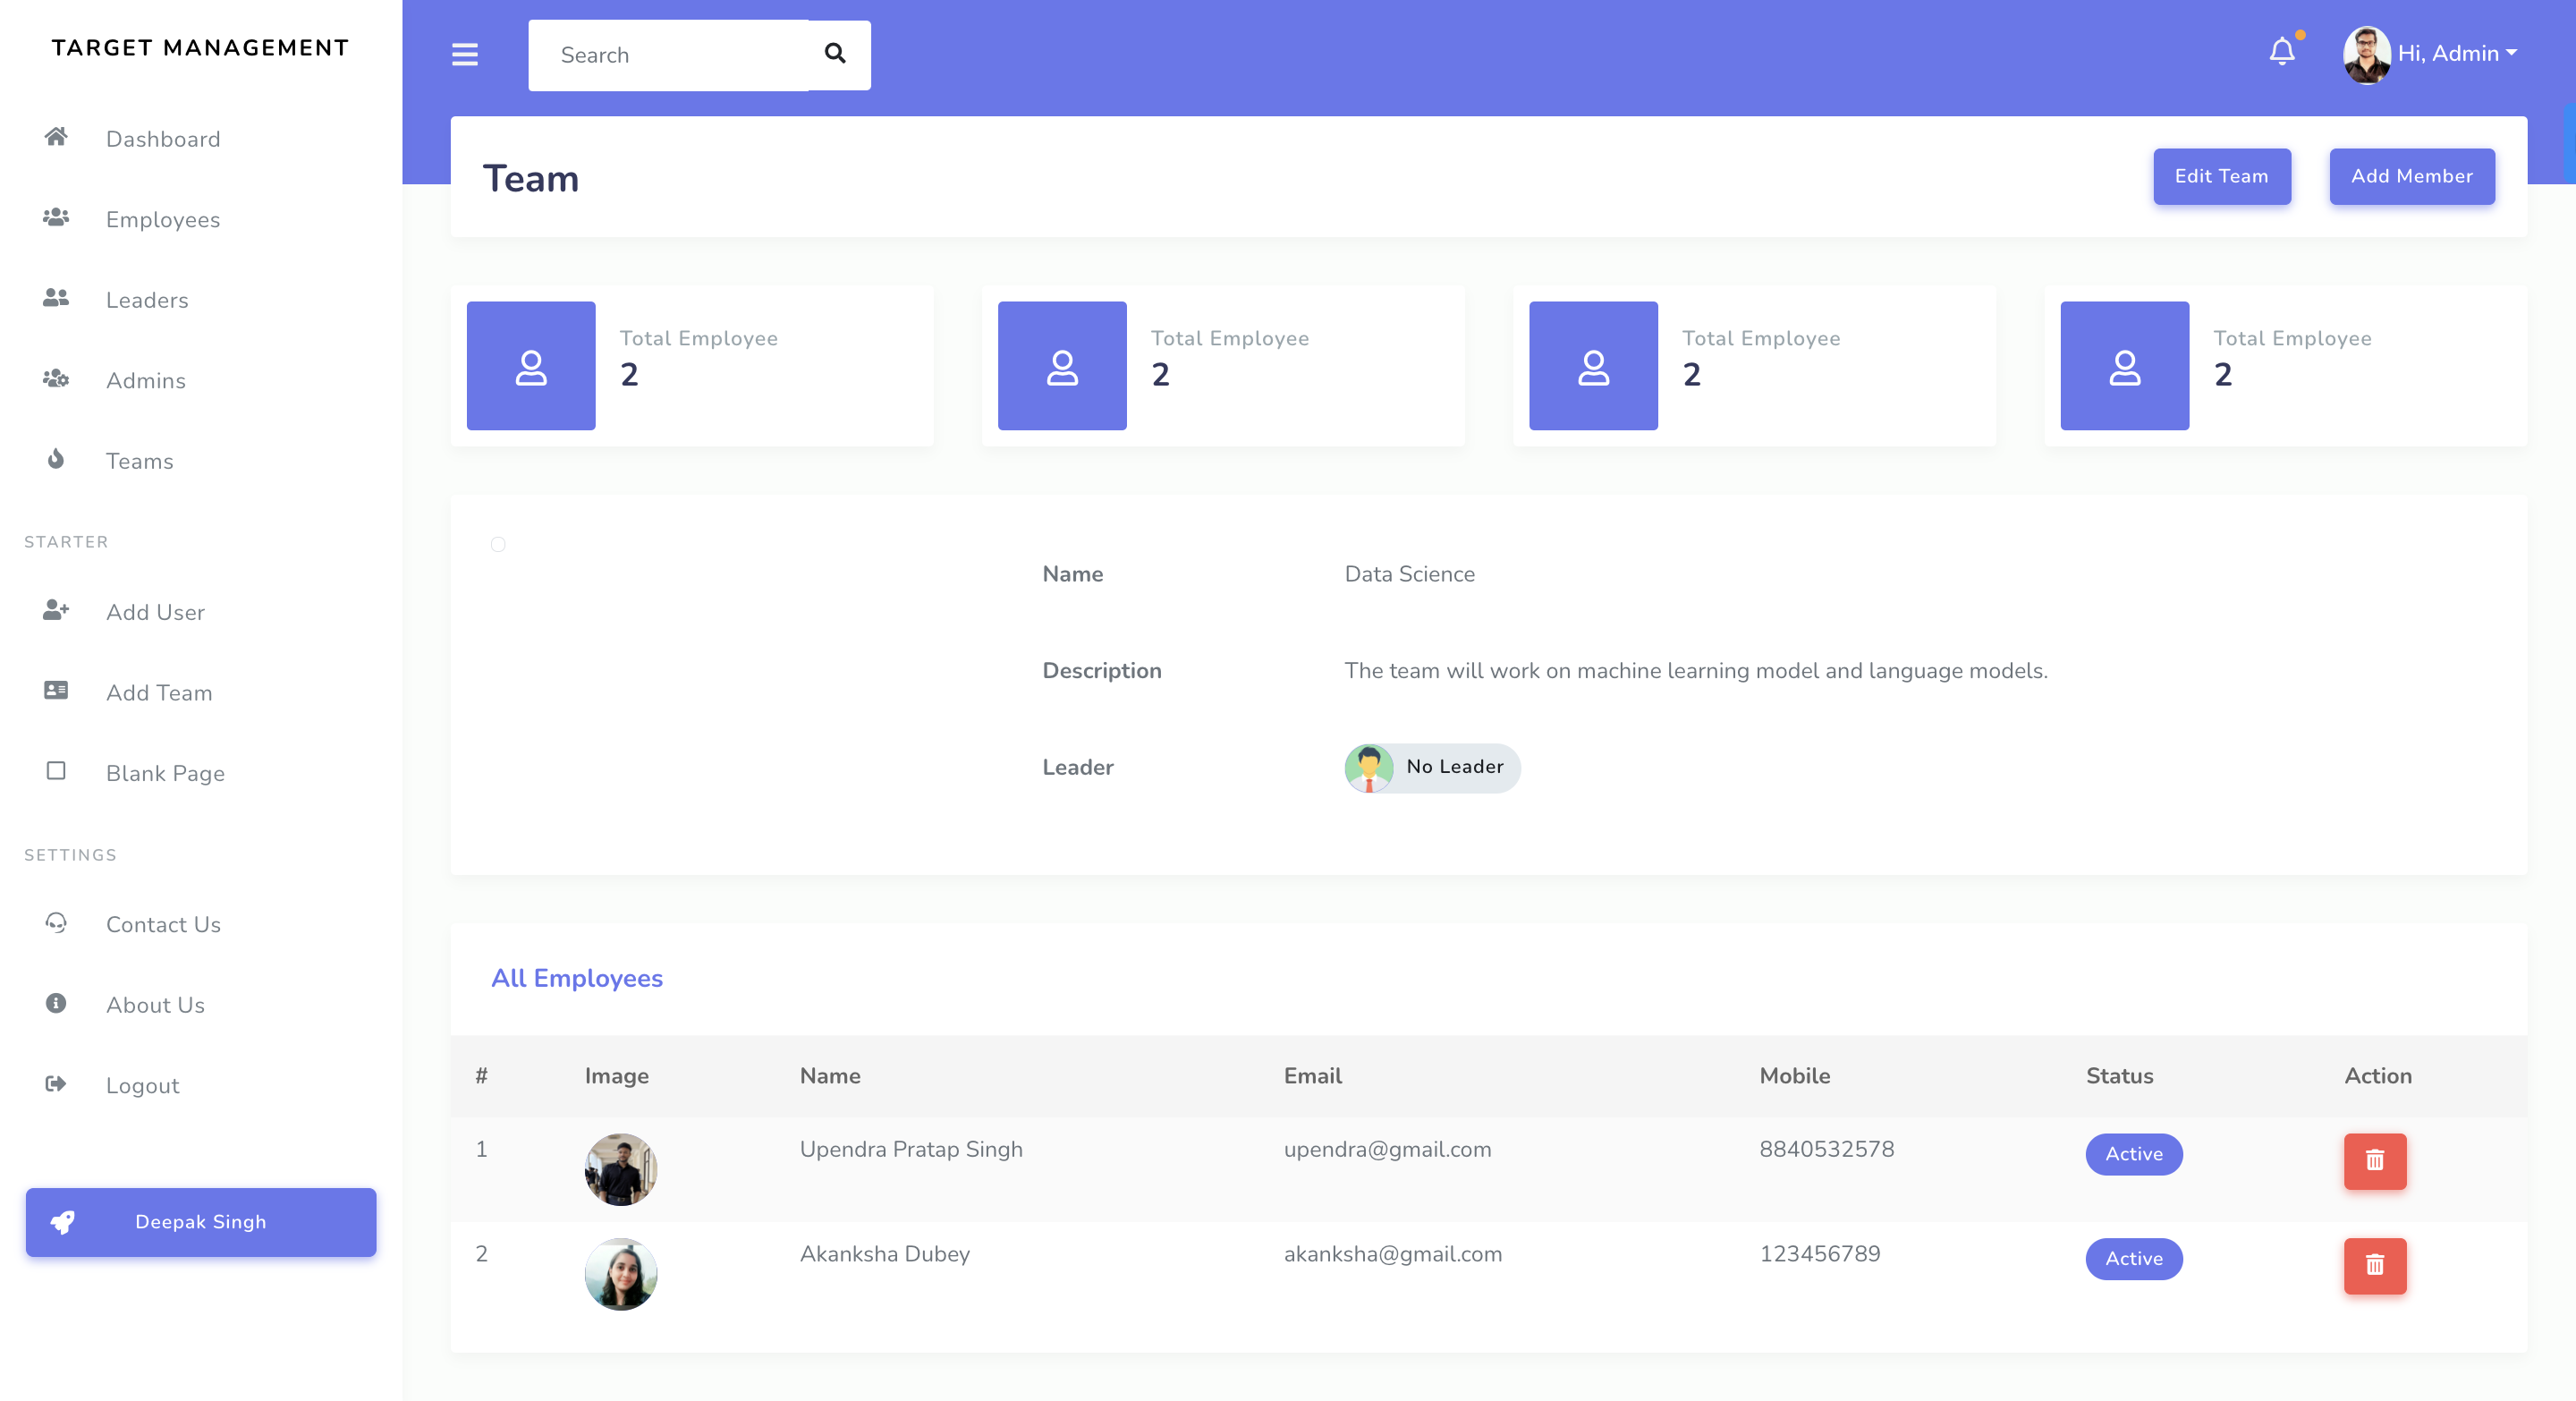 TARGET MANAGEMENT
Search
Hi, Admin
Dashboard
Employees
Leaders
Admins
Teams
STARTER
Add User
Add Team
Blank Page
SETTINGS
Contact Us
About Us
Logout
Deepak Singh
Team
Edit Team
Add Member
Total Employee
2
Total Employee
2
Total Employee
2
Total Employee
2
Name Data Science
Description The team will work on machine learning model and language models.
Leader No Leader
All Employees
# Image Name Email Mobile Status Action
1 Upendra Pratap Singh upendra@gmail.com 8840532578 Active
2 Akanksha Dubey akanksha@gmail.com 123456789 Active